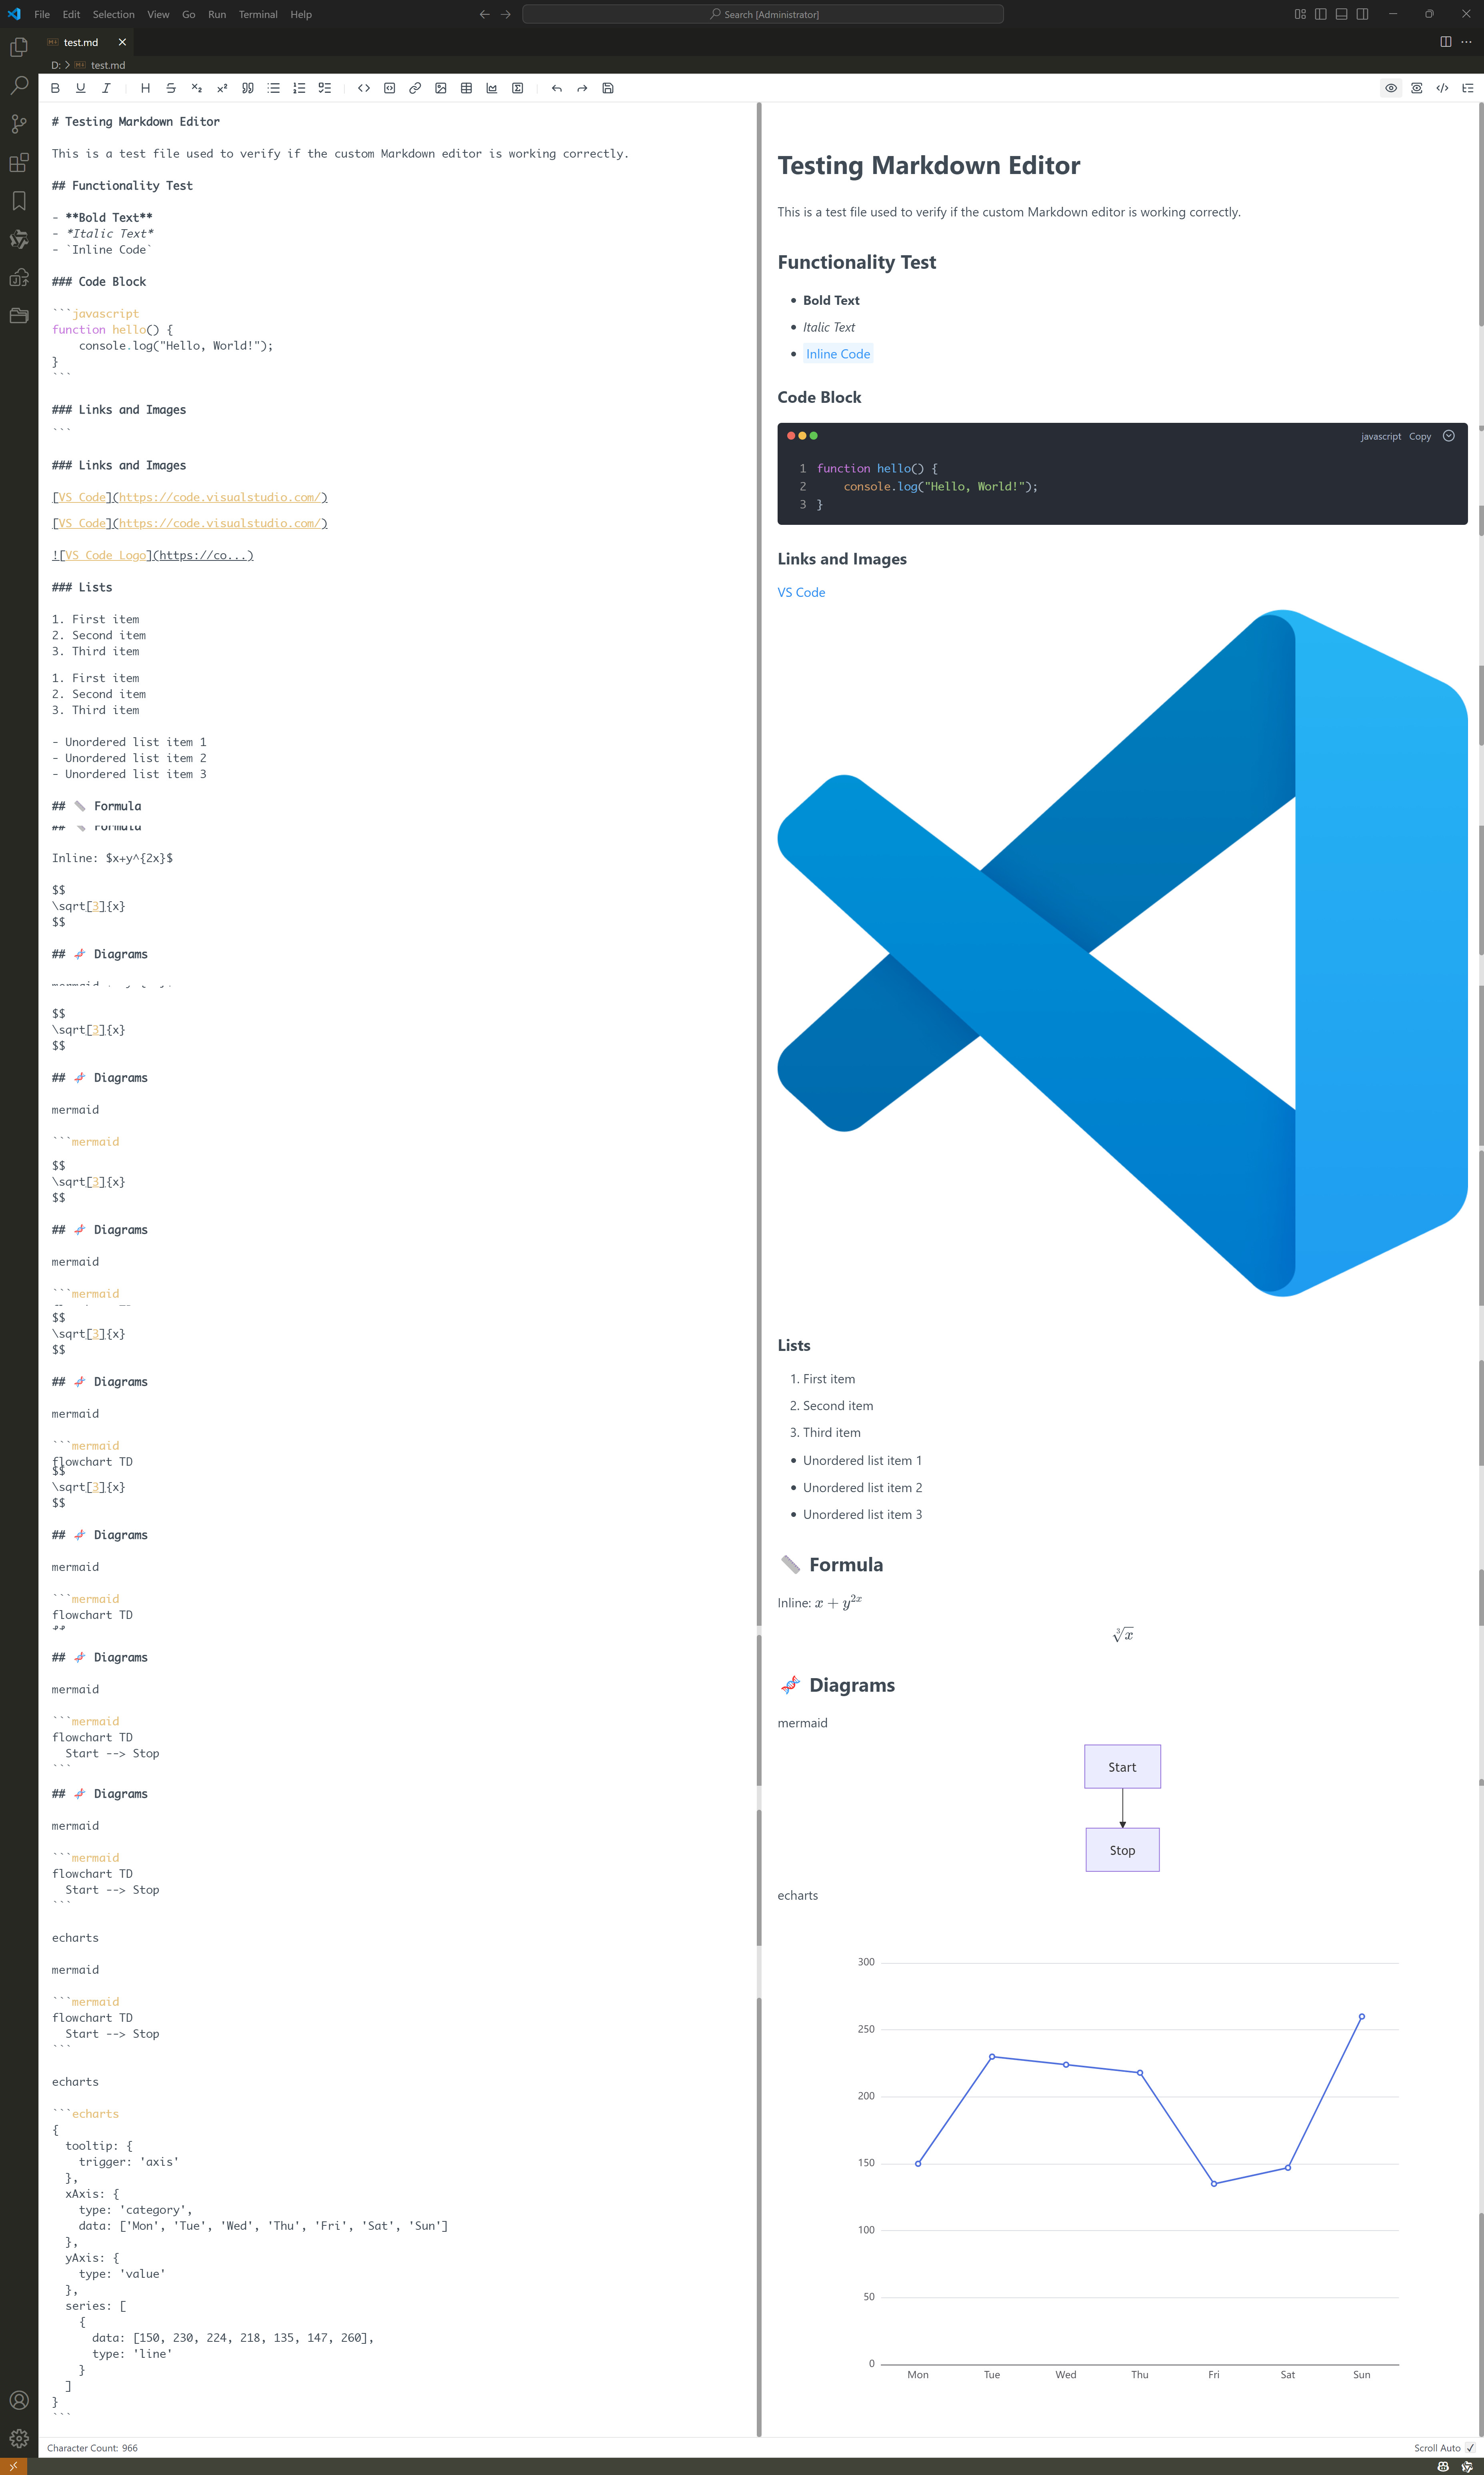 File Edit Selection View Go Run Terminal Help
Search [Administrator]
test.md
D: > test.md
# Testing Markdown Editor
This is a test file used to verify if the custom Markdown editor is working correctly.
## Functionality Test
- **Bold Text**
- *Italic Text*
- `Inline Code`
### Code Block
```javascript
function hello() {
    console.log("Hello, World!");
}
```
### Links and Images
```
### Links and Images
[VS Code](https://code.visualstudio.com/)
[VS Code](https://code.visualstudio.com/)
![VS Code Logo](https://co...)
### Lists
1. First item
2. Second item
3. Third item
1. First item
2. Second item
3. Third item
- Unordered list item 1
- Unordered list item 2
- Unordered list item 3
## 📏 Formula
## 📏 Formula
Inline: $x+y^{2x}$
$$
\sqrt[3]{x}
$$
## 🧬 Diagrams
mermaid
$$
\sqrt[3]{x}
$$
## 🧬 Diagrams
mermaid
```mermaid
$$
\sqrt[3]{x}
$$
## 🧬 Diagrams
mermaid
```mermaid
$$
\sqrt[3]{x}
$$
## 🧬 Diagrams
mermaid
```mermaid
flowchart TD
$$
\sqrt[3]{x}
$$
## 🧬 Diagrams
mermaid
```mermaid
flowchart TD
## 🧬 Diagrams
mermaid
```mermaid
flowchart TD
  Start --> Stop
```
## 🧬 Diagrams
mermaid
```mermaid
flowchart TD
  Start --> Stop
```
echarts
mermaid
```mermaid
flowchart TD
  Start --> Stop
```
echarts
```echarts
{
  tooltip: {
    trigger: 'axis'
  },
  xAxis: {
    type: 'category',
    data: ['Mon', 'Tue', 'Wed', 'Thu', 'Fri', 'Sat', 'Sun']
  },
  yAxis: {
    type: 'value'
  },
  series: [
    {
      data: [150, 230, 224, 218, 135, 147, 260],
      type: 'line'
    }
  ]
}
```
Testing Markdown Editor
This is a test file used to verify if the custom Markdown editor is working correctly.
Functionality Test
• Bold Text
• Italic Text
• Inline Code
Code Block
javascript Copy
1 function hello() {
2     console.log("Hello, World!");
3 }
Links and Images
VS Code
Lists
1. First item
2. Second item
3. Third item
• Unordered list item 1
• Unordered list item 2
• Unordered list item 3
📏 Formula
Inline: x + y^{2x}
∛x
🧬 Diagrams
mermaid
Start
Stop
echarts
300
250
200
150
100
50
0
Mon Tue Wed Thu Fri Sat Sun
Character Count: 966
Scroll Auto ✓